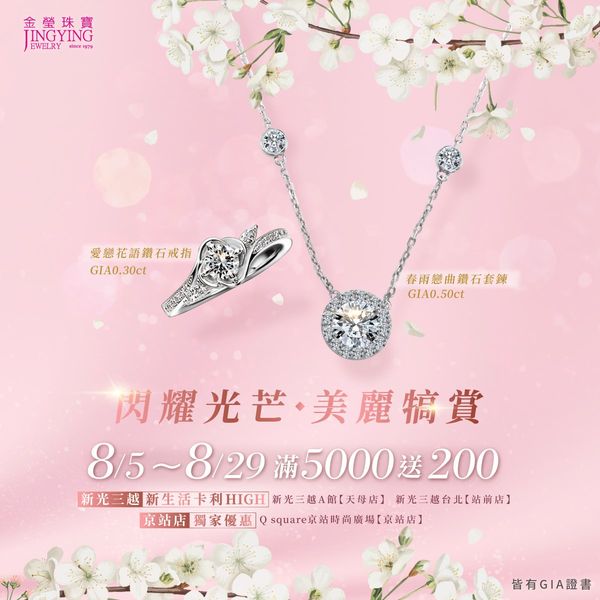 金瑩珠寶
JINGYING
JEWELRY since 1979
愛戀花語鑽石戒指
GIA0.30ct
春雨戀曲鑽石套鍊
GIA0.50ct
閃耀光芒·美麗犒賞
8/5～8/29 滿5000送200
新光三越 新生活卡利HIGH 新光三越A館【天母店】 新光三越台北【站前店】
京站店 獨家優惠 Q square京站時尚廣場【京站店】
皆有GIA證書